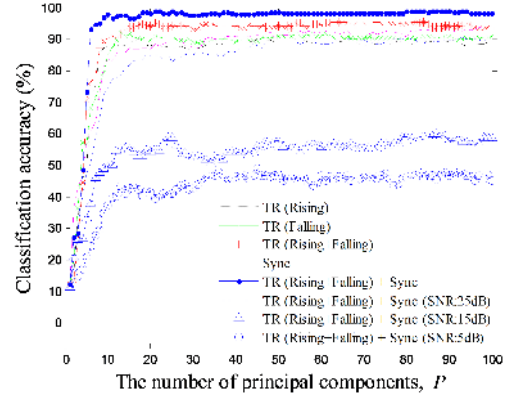 100
90
80
70
60
50
40
30
20
10
0
Classification accuracy (%)
TR (Rising)
TR (Falling)
TR (Rising Falling)
Sync
TR (Rising Falling) Sync
TR (Rising Falling) Sync (SNR:25dB)
TR (Rising Falling) Sync (SNR:15dB)
TR (Rising+Falling) + Sync (SNR:5dB)
0 10 20 30 40 50 60 70 80 90 100
The number of principal components, P